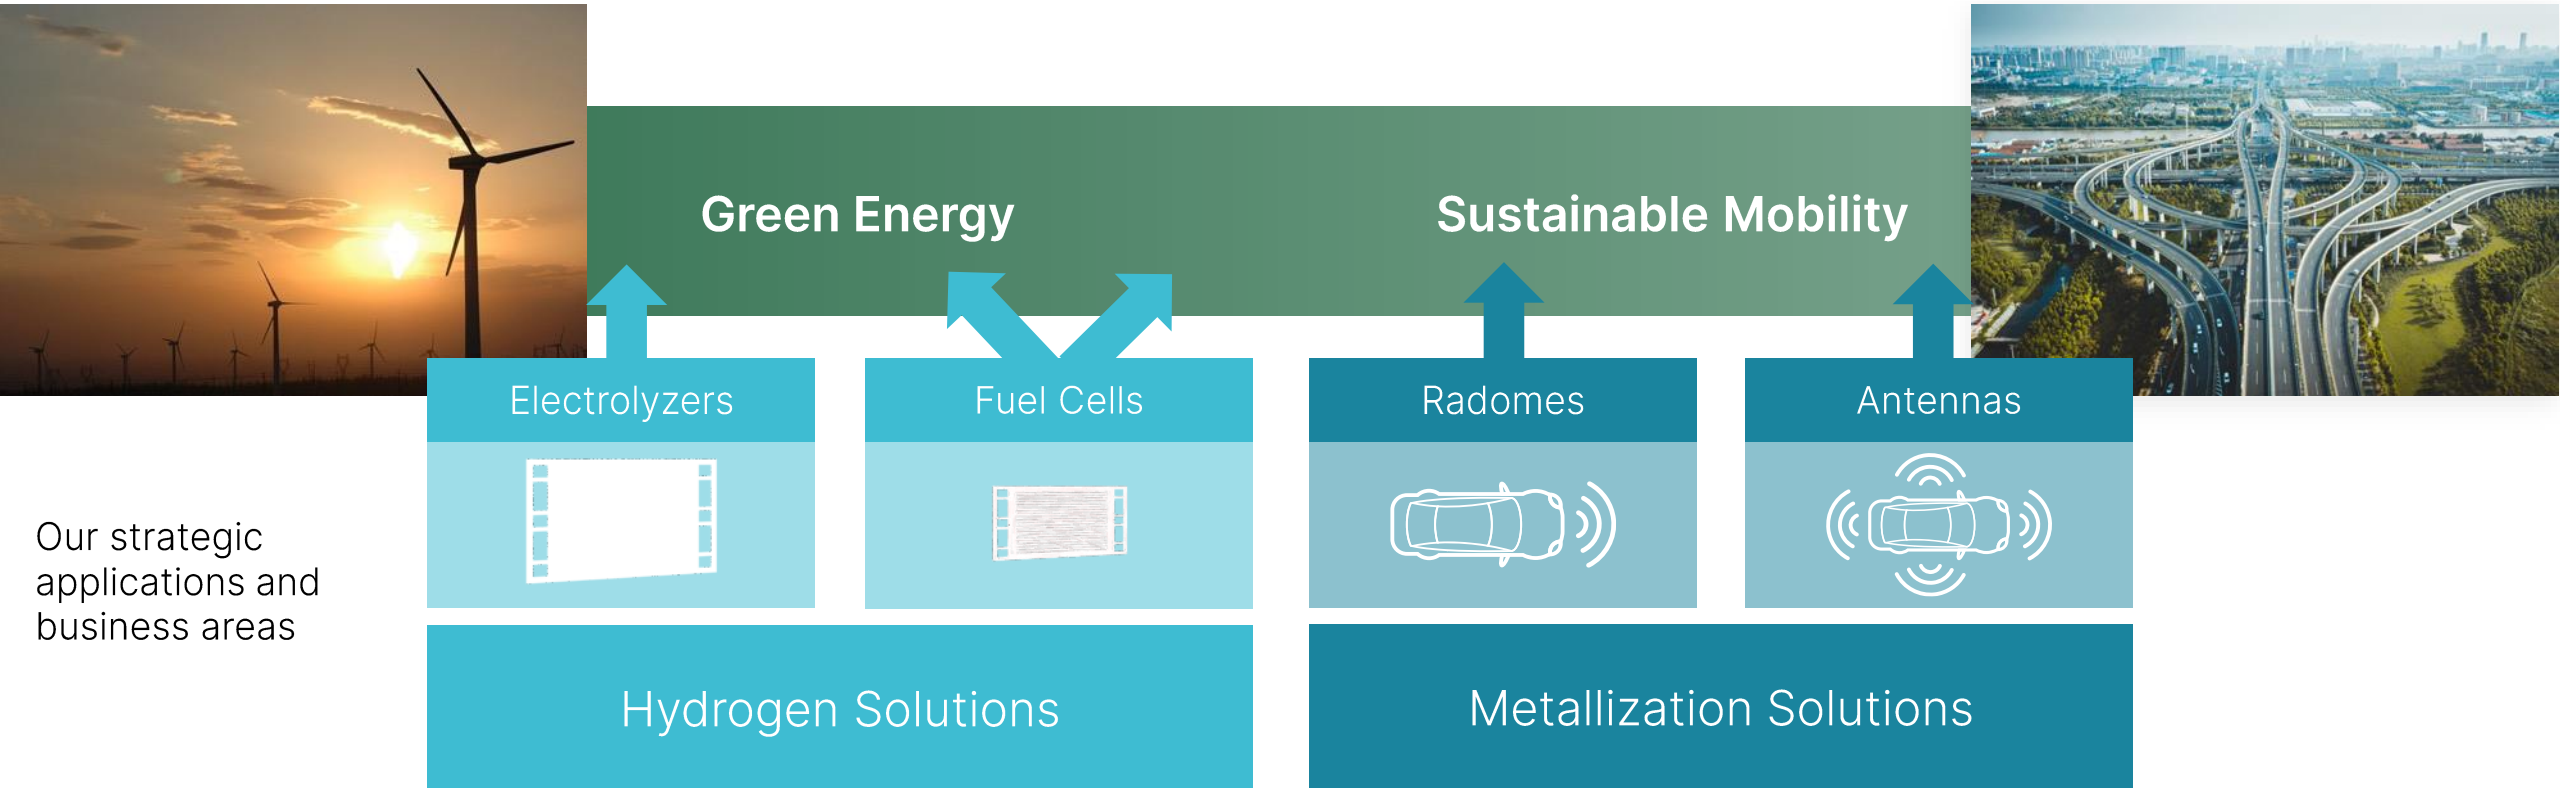 Green Energy
Sustainable Mobility
Electrolyzers
Fuel Cells
Radomes
Antennas
Our strategic
applications and
business areas
Hydrogen Solutions
Metallization Solutions